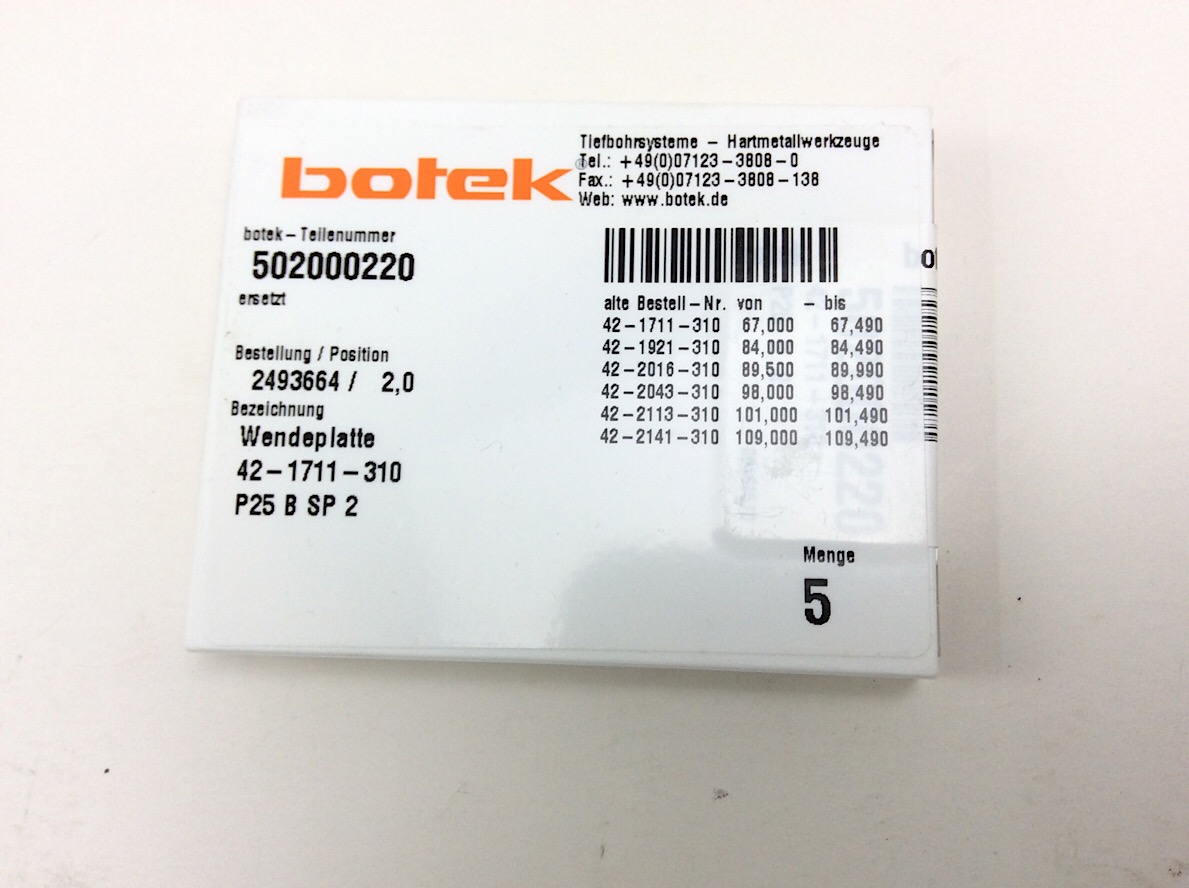 botek®
Tiefbohrsysteme – Hartmetallwerkzeuge
Tel.: +49(0)07123–3808–0
Fax.: +49(0)07123–3808–138
Web: www.botek.de
botek–Teilenummer
502000220
ersetzt
Bestellung / Position
2493664 / 2,0
Bezeichnung
Wendeplatte
42–1711–310
P25 B SP 2
alte Bestell–Nr. von – bis
42–1711–310 67,000 67,490
42–1921–310 84,000 84,490
42–2016–310 89,500 89,990
42–2043–310 98,000 98,490
42–2113–310 101,000 101,490
42–2141–310 109,000 109,490
Menge
5